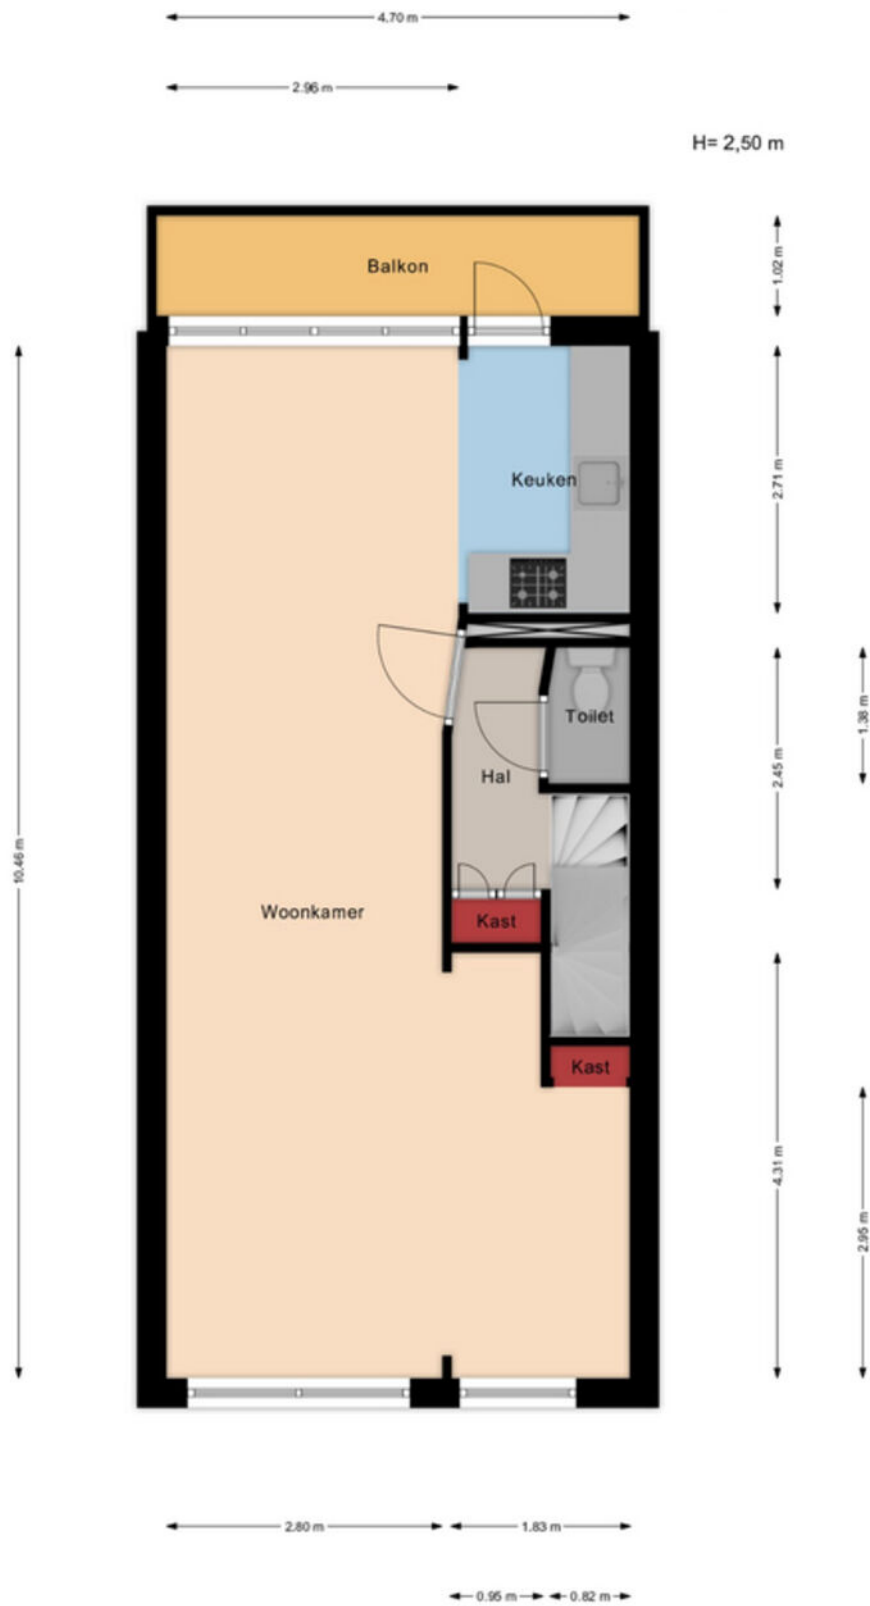 4.70 m
2.96 m
H= 2,50 m
Balkon
1.02 m
Keuken
2.71 m
Toilet
1.38 m
Hal
2.45 m
10.46 m
Woonkamer
Kast
Kast
4.31 m
2.95 m
2.80 m
1.83 m
0.95 m
0.82 m